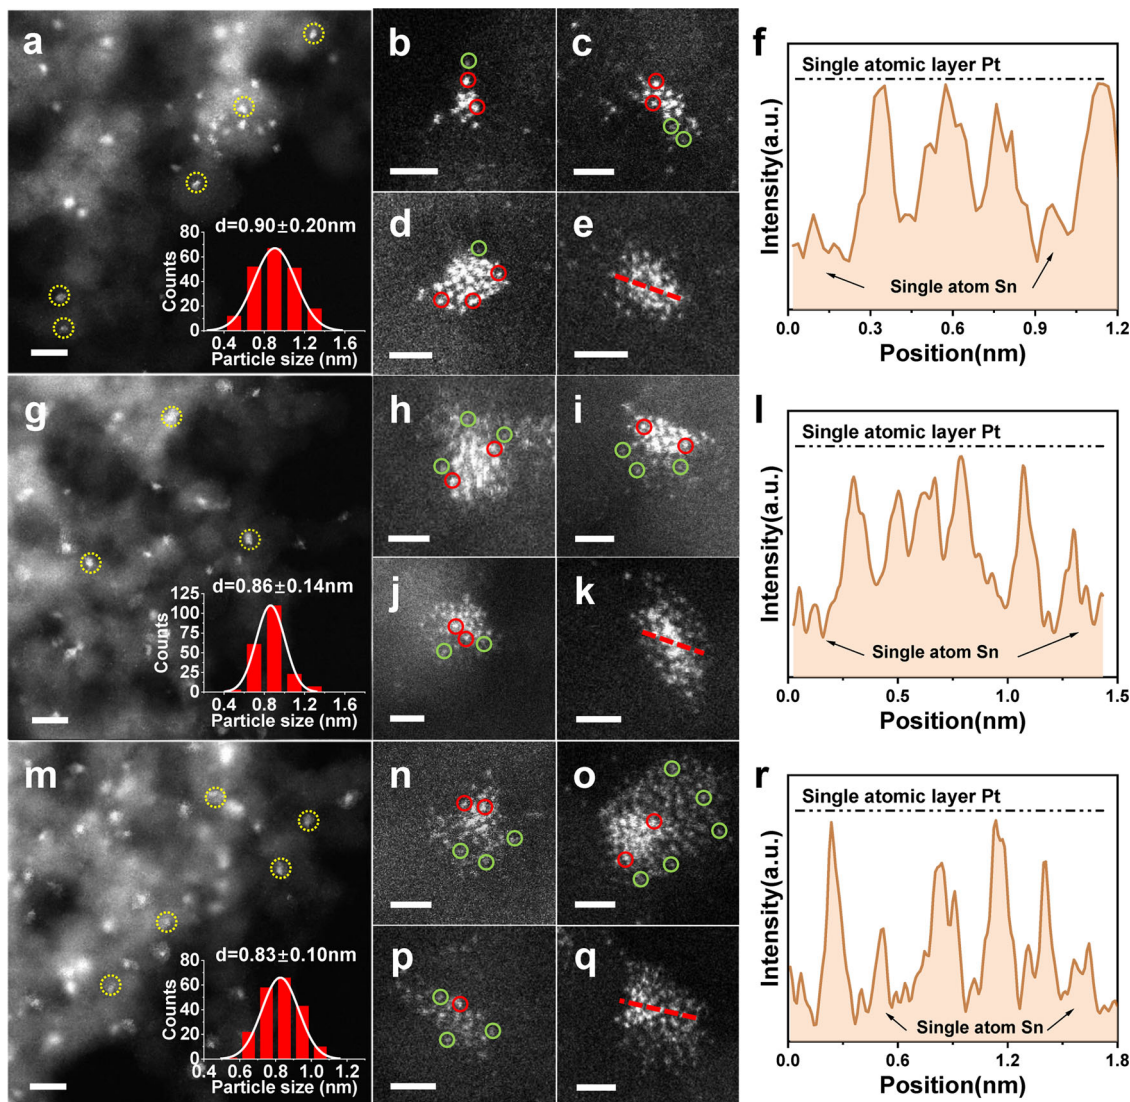 a
d=0.90±0.20nm
Counts
80
60
40
20
0
0.4 0.8 1.2 1.6
Particle size (nm)
b
c
d
e
f
Single atomic layer Pt
Intensity(a.u.)
Single atom Sn
0.0 0.3 0.6 0.9 1.2
Position(nm)
g
d=0.86±0.14nm
Counts
125
100
75
50
25
0
0.4 0.8 1.2 1.6
Particle size (nm)
h
i
j
k
l
Single atomic layer Pt
Intensity(a.u.)
Single atom Sn
0.0 0.5 1.0 1.5
Position(nm)
m
d=0.83±0.10nm
Counts
80
60
40
20
0
0.4 0.6 0.8 1.0 1.2
Particle size (nm)
n
o
p
q
r
Single atomic layer Pt
Intensity(a.u.)
Single atom Sn
0.0 0.6 1.2 1.8
Position(nm)